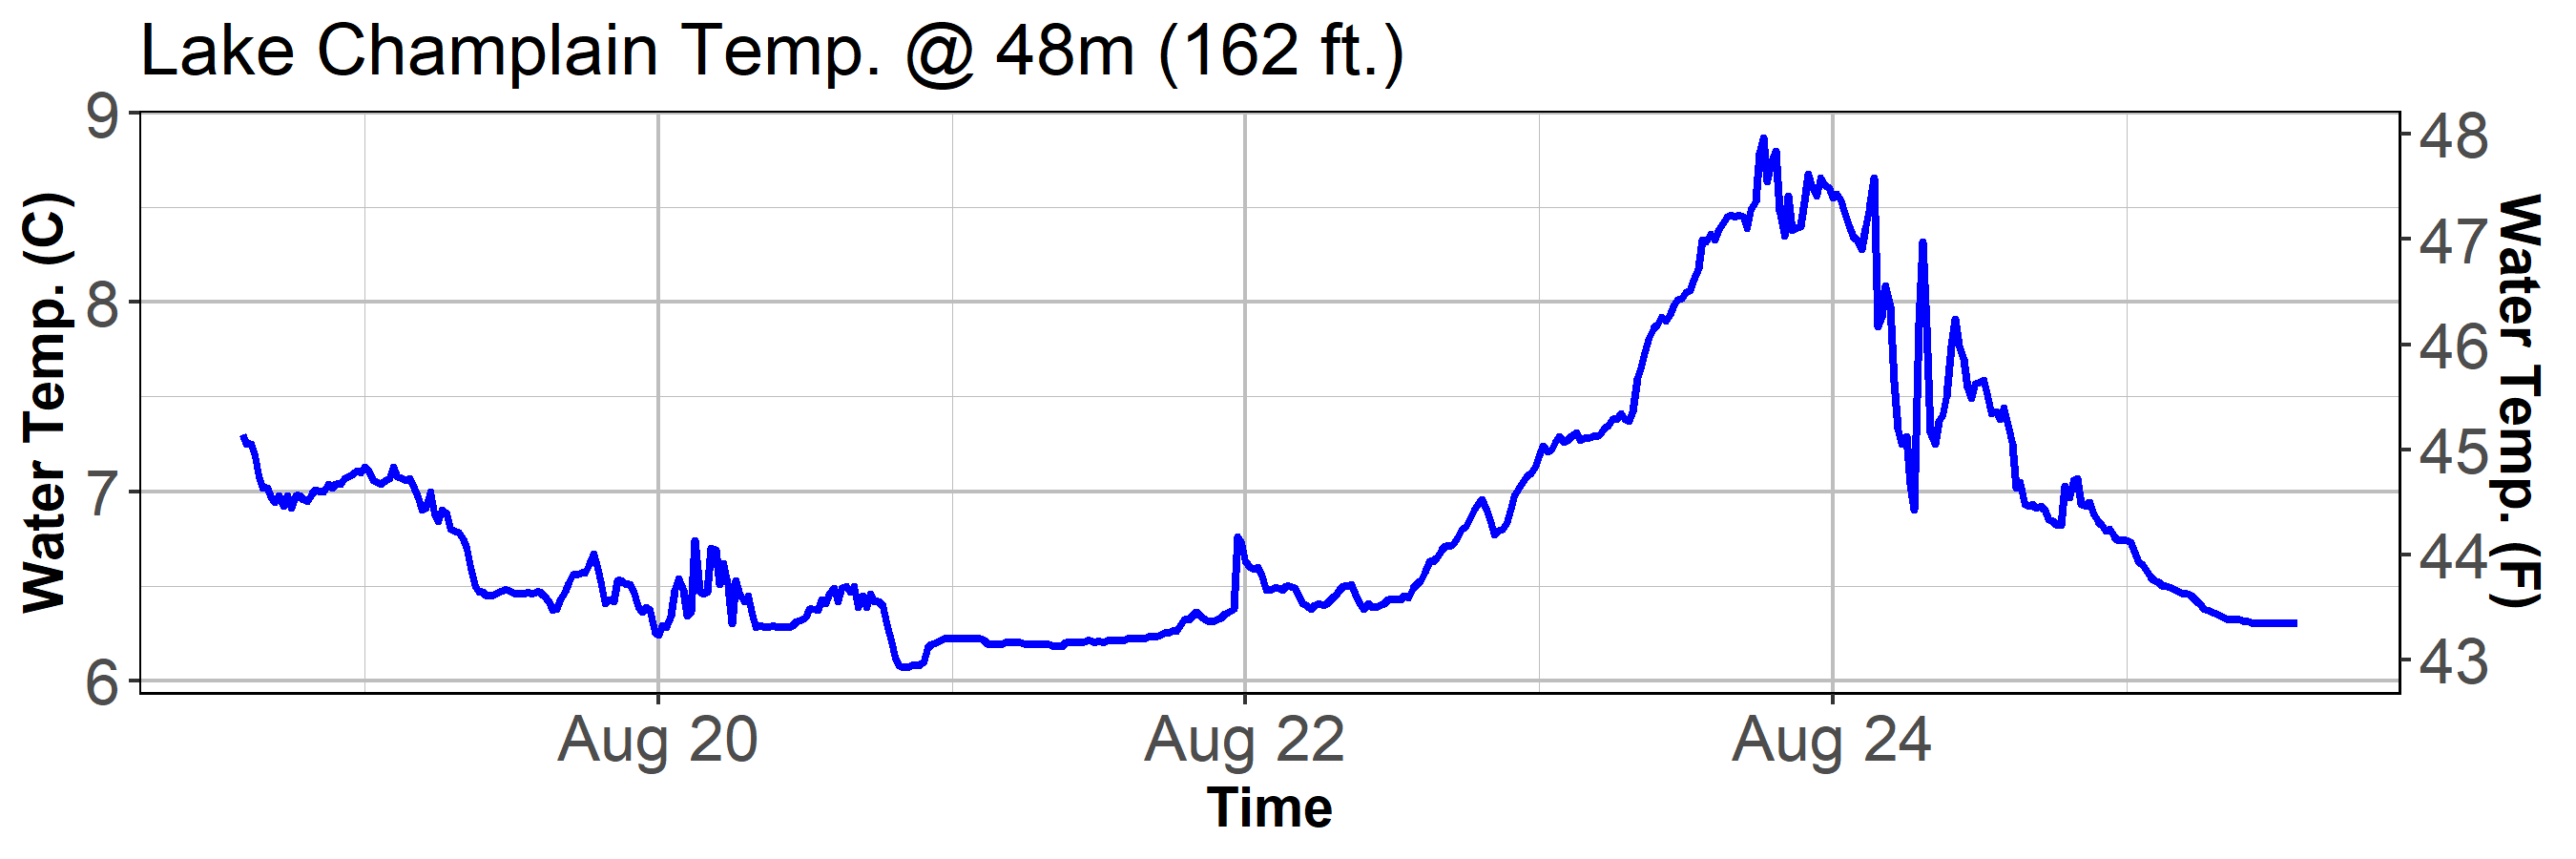 Lake Champlain Temp. @ 48m (162 ft.)
Water Temp. (C)
9
8
7
6
48
47
46
45
44
43
Water Temp. (F)
Aug 20 Aug 22 Aug 24
Time